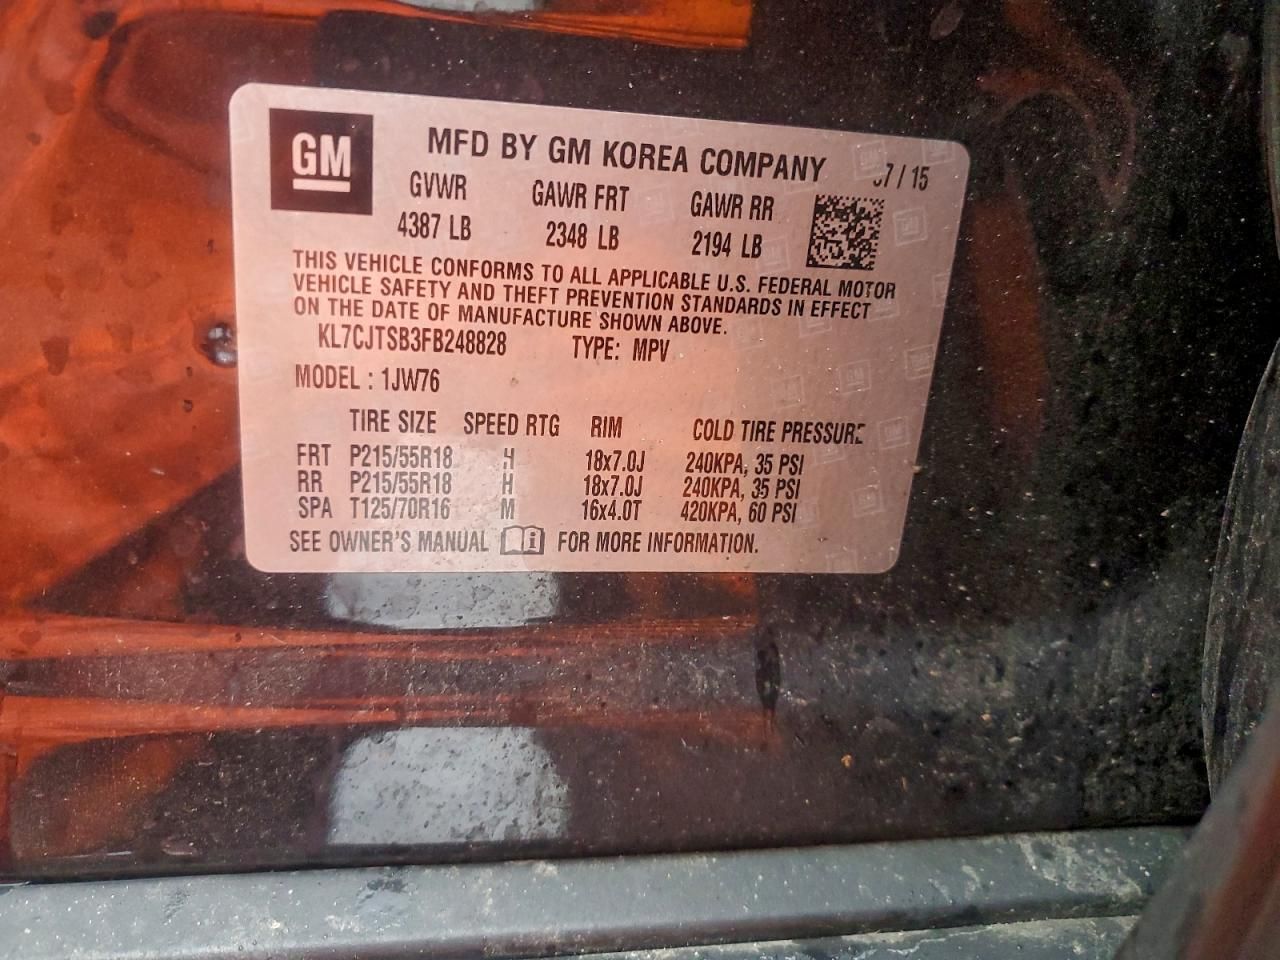 GM
MFD BY GM KOREA COMPANY 07/15
GVWR GAWR FRT GAWR RR
4387 LB 2348 LB 2194 LB
THIS VEHICLE CONFORMS TO ALL APPLICABLE U.S. FEDERAL MOTOR
VEHICLE SAFETY AND THEFT PREVENTION STANDARDS IN EFFECT
ON THE DATE OF MANUFACTURE SHOWN ABOVE.
KL7CJTSB3FB248828 TYPE: MPV
MODEL : 1JW76
TIRE SIZE SPEED RTG RIM COLD TIRE PRESSURE
FRT P215/55R18 H 18x7.0J 240KPA, 35 PSI
RR P215/55R18 H 18x7.0J 240KPA, 35 PSI
SPA T125/70R16 M 16x4.0T 420KPA, 60 PSI
SEE OWNER'S MANUAL i FOR MORE INFORMATION.